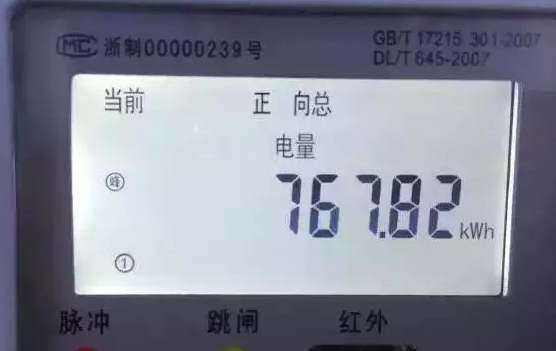 MC 浙制00000239号
GB/T 17215.301-2007
DL/T 645-2007
当前 正 向总
电量
峰
767.82 kWh
①
脉冲 跳闸 红外